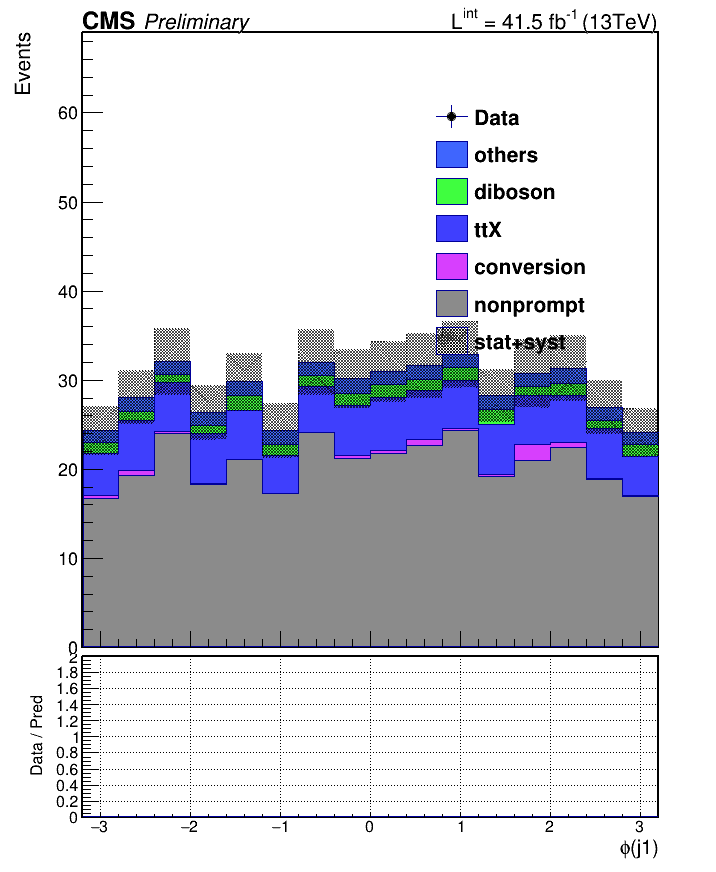 CMS Preliminary L^int = 41.5 fb^-1 (13TeV)
Events
60
50
40
30
20
10
0
Data
others
diboson
ttX
conversion
nonprompt
stat+syst
Data / Pred
2
1.8
1.6
1.4
1.2
1
0.8
0.6
0.4
0.2
0
−3 −2 −1 0 1 2 3
ϕ(j1)